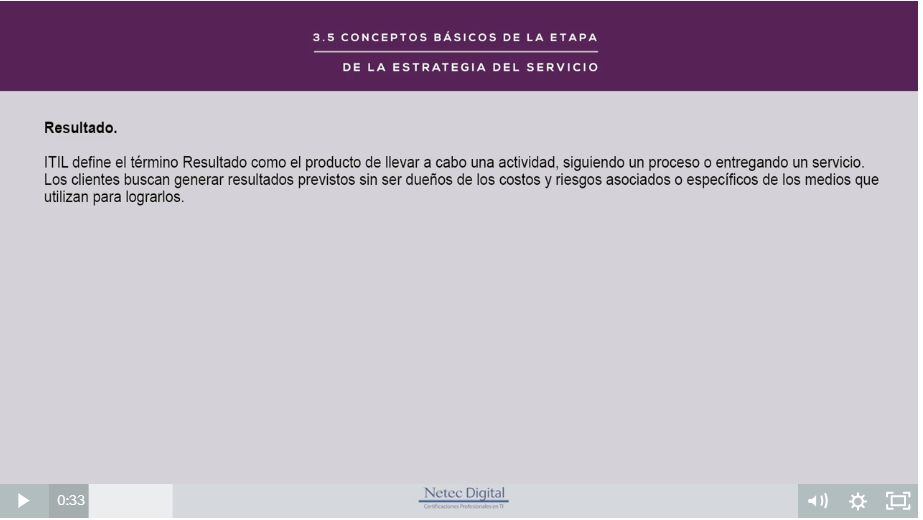 3.5 CONCEPTOS BÁSICOS DE LA ETAPA
DE LA ESTRATEGIA DEL SERVICIO
Resultado.
ITIL define el término Resultado como el producto de llevar a cabo una actividad, siguiendo un proceso o entregando un servicio.
Los clientes buscan generar resultados previstos sin ser dueños de los costos y riesgos asociados o específicos de los medios que
utilizan para lograrlos.
0:33
Netec Digital
Certificaciones Profesionales en TI